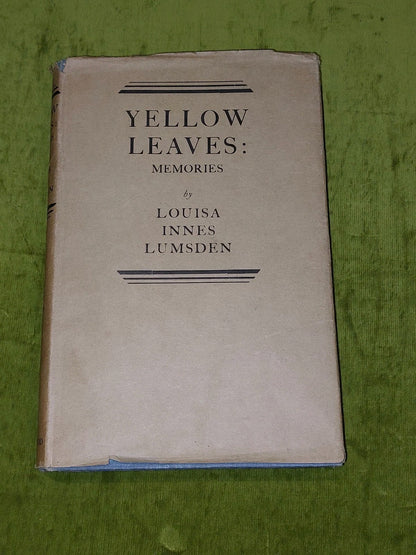 YELLOW
LEAVES:
MEMORIES
by
LOUISA
INNES
LUMSDEN